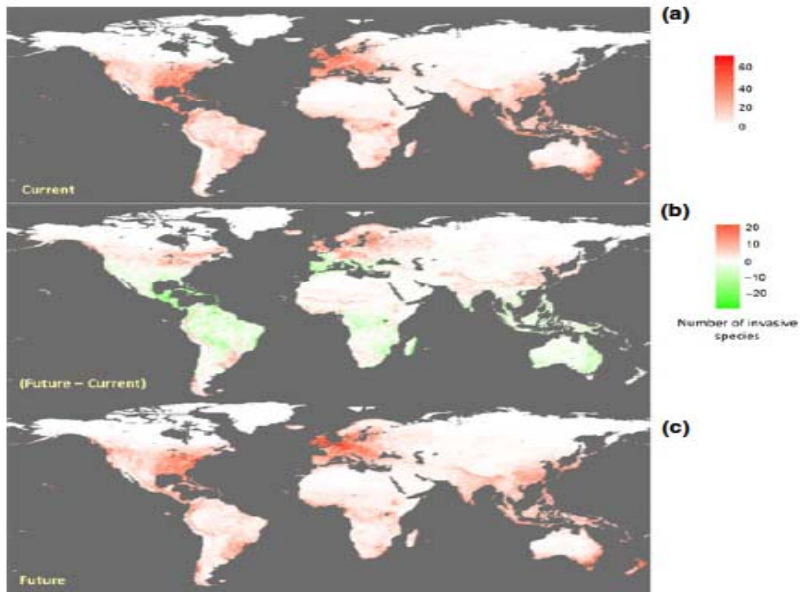 (a)
60
40
20
0
Current
(b)
20
10
0
−10
−20
Number of invasive
species
(Future − Current)
(c)
Future